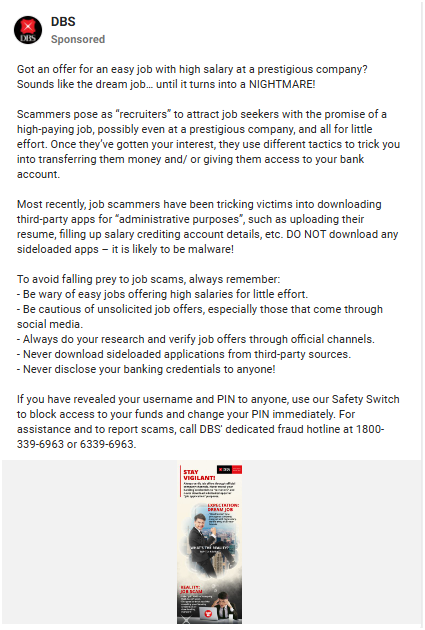 DBS
DBS
Sponsored
Got an offer for an easy job with high salary at a prestigious company?
Sounds like the dream job... until it turns into a NIGHTMARE!
Scammers pose as “recruiters” to attract job seekers with the promise of a
high-paying job, possibly even at a prestigious company, and all for little
effort. Once they’ve gotten your interest, they use different tactics to trick you
into transferring them money and/ or giving them access to your bank
account.
Most recently, job scammers have been tricking victims into downloading
third-party apps for “administrative purposes”, such as uploading their
resume, filling up salary crediting account details, etc. DO NOT download any
sideloaded apps – it is likely to be malware!
To avoid falling prey to job scams, always remember:
- Be wary of easy jobs offering high salaries for little effort.
- Be cautious of unsolicited job offers, especially those that come through
social media.
- Always do your research and verify job offers through official channels.
- Never download sideloaded applications from third-party sources.
- Never disclose your banking credentials to anyone!
If you have revealed your username and PIN to anyone, use our Safety Switch
to block access to your funds and change your PIN immediately. For
assistance and to report scams, call DBS’ dedicated fraud hotline at 1800-
339-6963 or 6339-6963.
STAY
VIGILANT!
DBS
EXPECTATION:
DREAM JOB
WHAT'S THE REALITY?
REALITY:
JOB SCAM